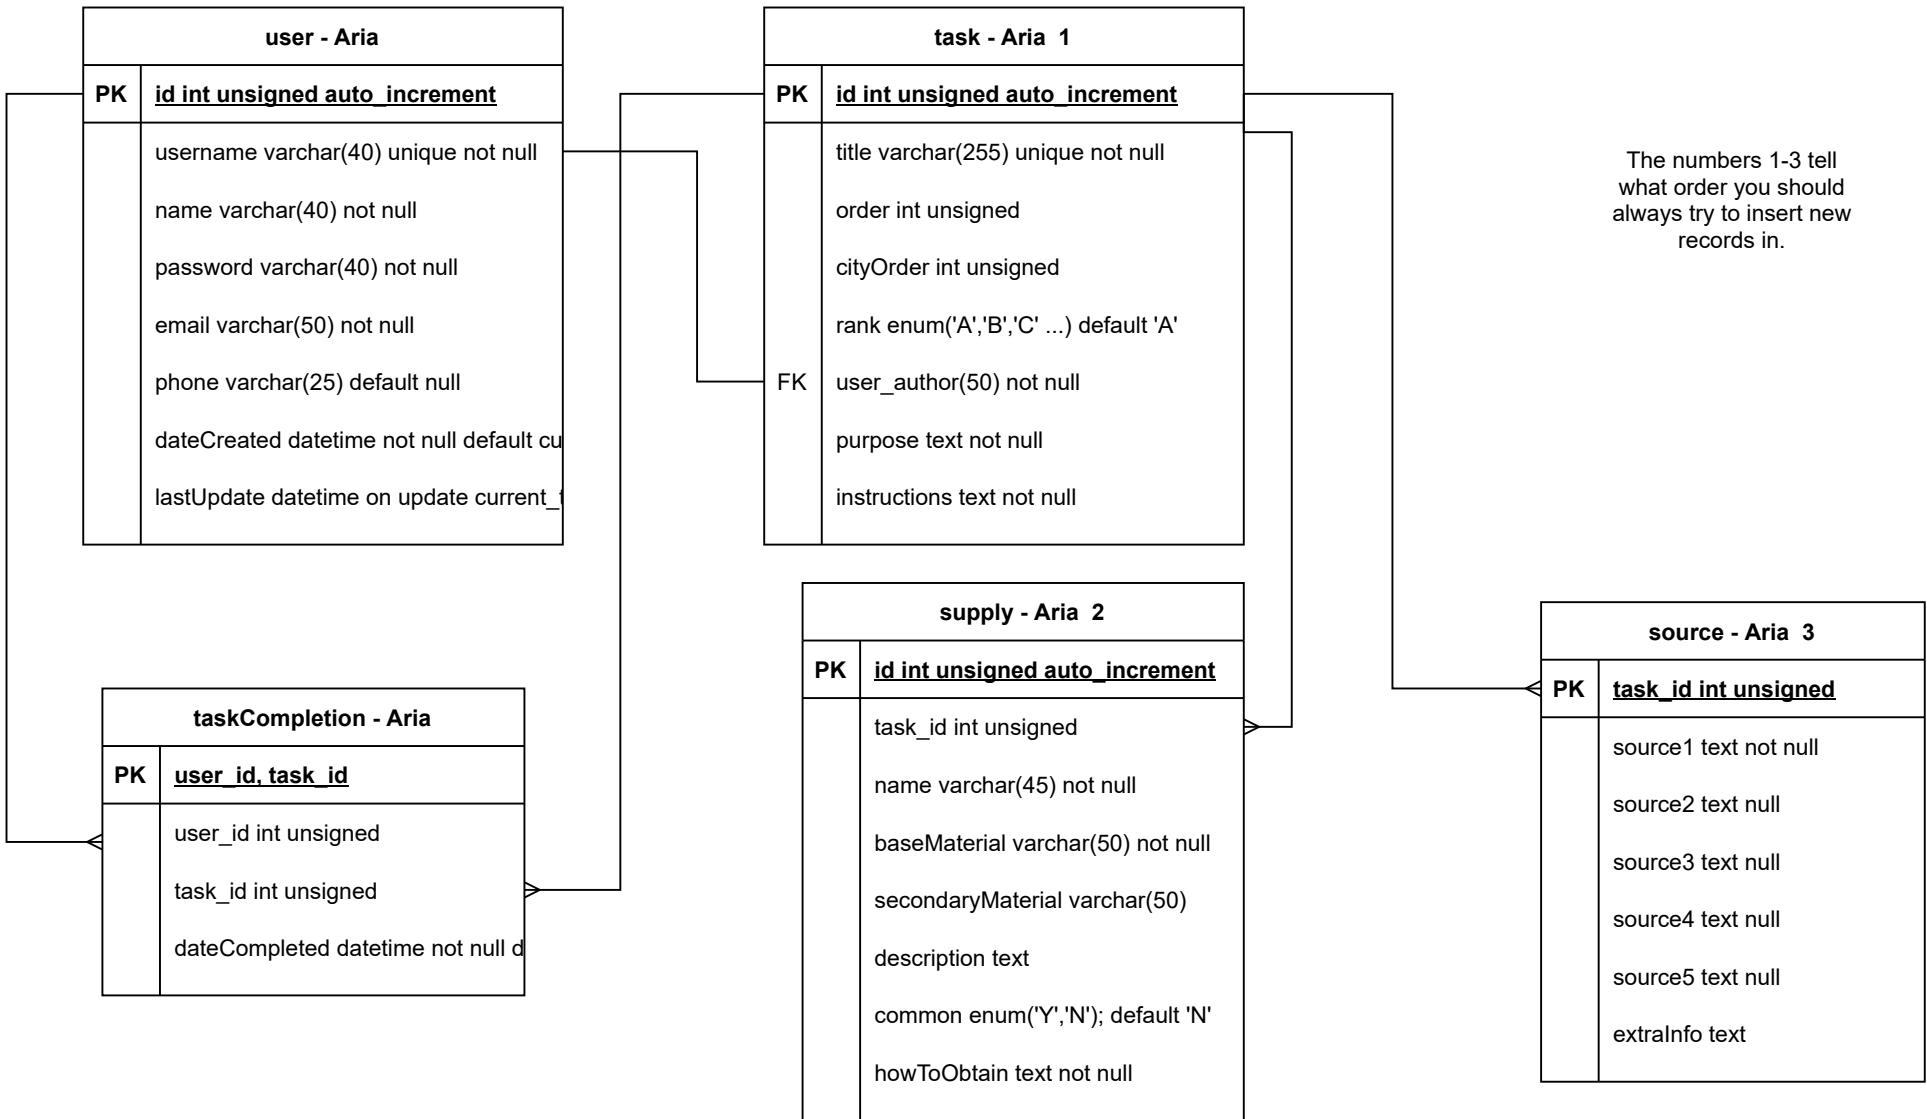 user - Aria
PK
id int unsigned auto_increment
username varchar(40) unique not null
name varchar(40) not null
password varchar(40) not null
email varchar(50) not null
phone varchar(25) default null
dateCreated datetime not null default cu
lastUpdate datetime on update current_t
task - Aria 1
PK
id int unsigned auto_increment
title varchar(255) unique not null
order int unsigned
cityOrder int unsigned
rank enum('A','B','C' ...) default 'A'
FK
user_author(50) not null
purpose text not null
instructions text not null
The numbers 1-3 tell
what order you should
always try to insert new
records in.
taskCompletion - Aria
PK
user_id, task_id
user_id int unsigned
task_id int unsigned
dateCompleted datetime not null d
supply - Aria 2
PK
id int unsigned auto_increment
task_id int unsigned
name varchar(45) not null
baseMaterial varchar(50) not null
secondaryMaterial varchar(50)
description text
common enum('Y','N'); default 'N'
howToObtain text not null
source - Aria 3
PK
task_id int unsigned
source1 text not null
source2 text null
source3 text null
source4 text null
source5 text null
extraInfo text